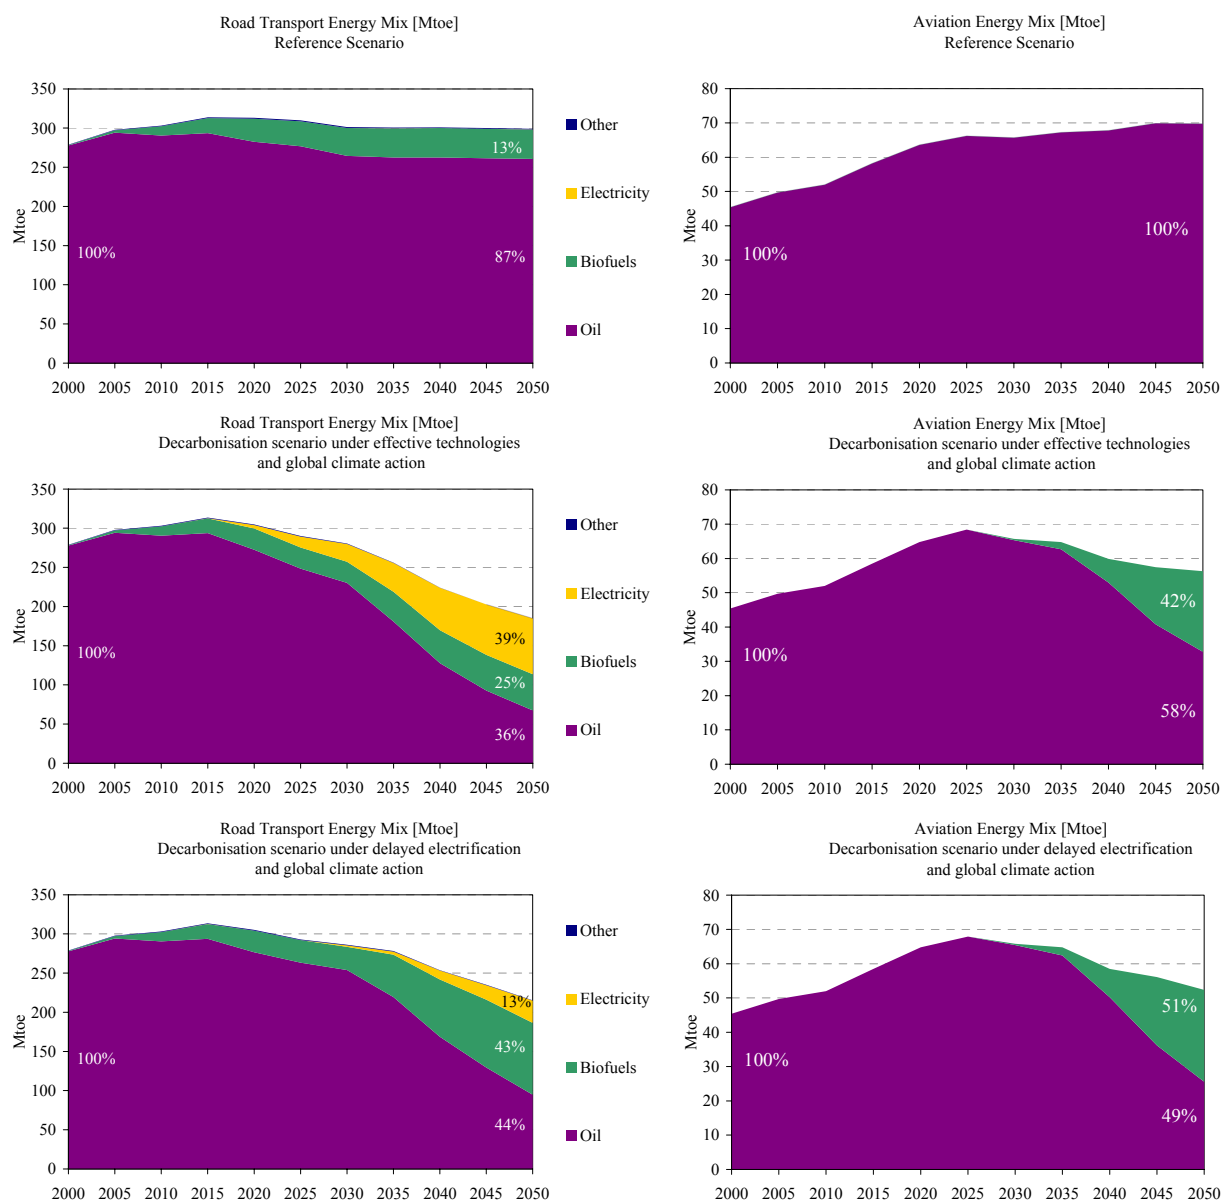 Road Transport Energy Mix [Mtoe]
Reference Scenario
350
300
250
200
150
100
50
0
Mtoe
100%
13%
87%
2000 2005 2010 2015 2020 2025 2030 2035 2040 2045 2050
Other
Electricity
Biofuels
Oil
Aviation Energy Mix [Mtoe]
Reference Scenario
80
70
60
50
40
30
20
10
0
Mtoe
100%
100%
2000 2005 2010 2015 2020 2025 2030 2035 2040 2045 2050
Road Transport Energy Mix [Mtoe]
Decarbonisation scenario under effective technologies
and global climate action
350
300
250
200
150
100
50
0
Mtoe
100%
39%
25%
36%
2000 2005 2010 2015 2020 2025 2030 2035 2040 2045 2050
Other
Electricity
Biofuels
Oil
Aviation Energy Mix [Mtoe]
Decarbonisation scenario under effective technologies
and global climate action
80
70
60
50
40
30
20
10
0
Mtoe
100%
42%
58%
2000 2005 2010 2015 2020 2025 2030 2035 2040 2045 2050
Road Transport Energy Mix [Mtoe]
Decarbonisation scenario under delayed electrification
and global climate action
350
300
250
200
150
100
50
0
Mtoe
100%
13%
43%
44%
2000 2005 2010 2015 2020 2025 2030 2035 2040 2045 2050
Other
Electricity
Biofuels
Oil
Aviation Energy Mix [Mtoe]
Decarbonisation scenario under delayed electrification
and global climate action
80
70
60
50
40
30
20
10
0
Mtoe
100%
51%
49%
2000 2005 2010 2015 2020 2025 2030 2035 2040 2045 2050